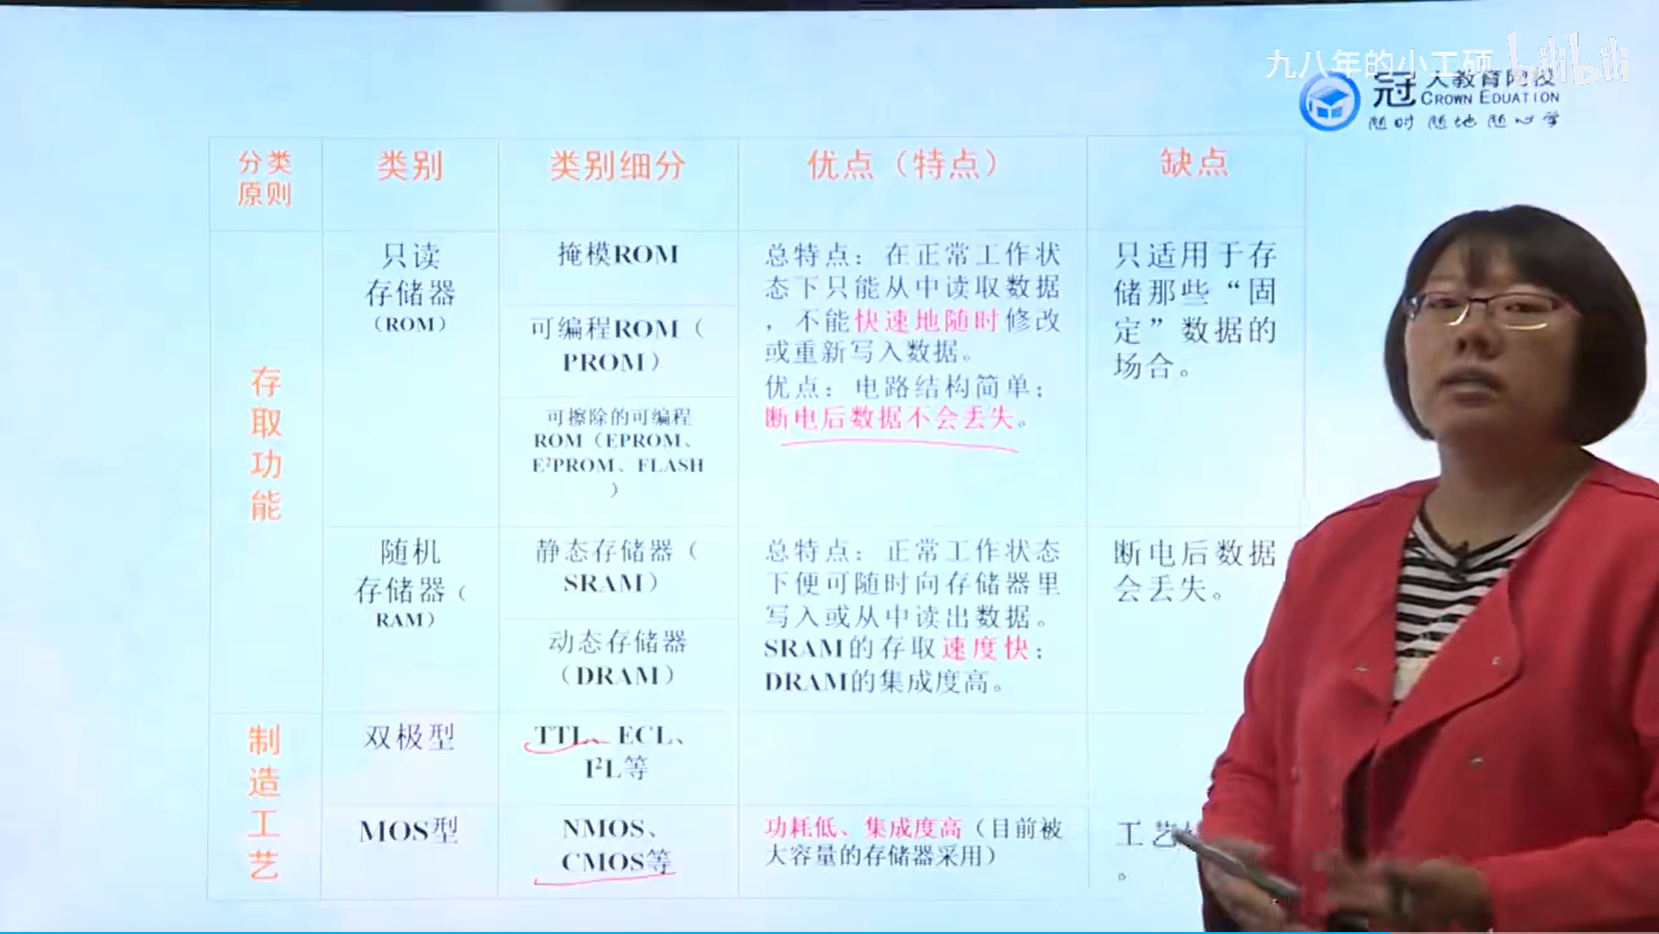 九八年的小工硕 bilibili
冠
CROWN EDUATION
随时 随地 随心学
分类
原则
类别
类别细分
优点（特点）
缺点
存
取
功
能
只读
存储器
（ROM）
掩模ROM
可编程ROM（
PROM）
可擦除的可编程
ROM（EPROM、
E²PROM、FLASH
）
总特点：在正常工作状
态下只能从中读取数据
，不能快速地随时修改
或重新写入数据。
优点：电路结构简单；
断电后数据不会丢失。
只适用于存
储那些“固
定”数据的
场合。
随机
存储器（
RAM）
静态存储器（
SRAM）
动态存储器
（DRAM）
总特点：正常工作状态
下便可随时向存储器里
写入或从中读出数据。
SRAM的存取速度快；
DRAM的集成度高。
断电后数据
会丢失。
制
造
工
艺
双极型
TTL、ECL、
I²L等
MOS型
NMOS、
CMOS等
功耗低、集成度高（目前被
大容量的存储器采用）
工艺
。